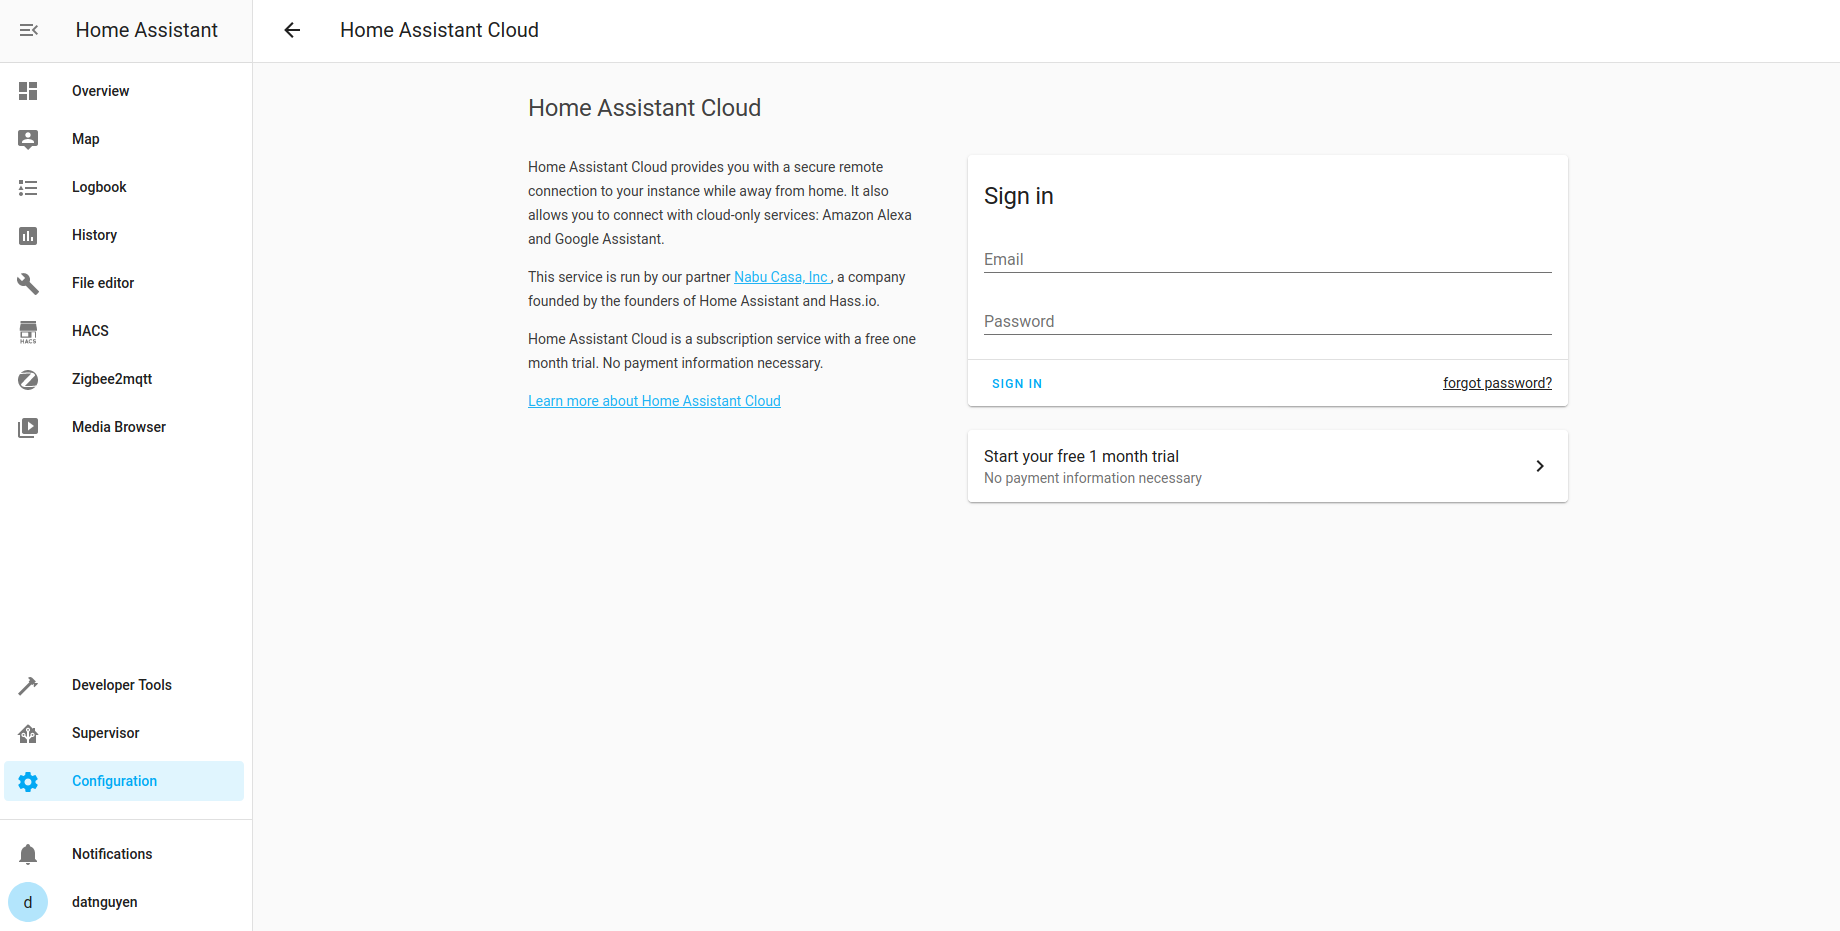 Home Assistant
Overview
Map
Logbook
History
File editor
HACS
HACS
Zigbee2mqtt
Media Browser
Developer Tools
Supervisor
Configuration
Notifications
d
datnguyen
Home Assistant Cloud
Home Assistant Cloud
Home Assistant Cloud provides you with a secure remote
connection to your instance while away from home. It also
allows you to connect with cloud-only services: Amazon Alexa
and Google Assistant.
This service is run by our partner Nabu Casa, Inc , a company
founded by the founders of Home Assistant and Hass.io.
Home Assistant Cloud is a subscription service with a free one
month trial. No payment information necessary.
Learn more about Home Assistant Cloud
Sign in
Email
Password
SIGN IN
forgot password?
Start your free 1 month trial
No payment information necessary